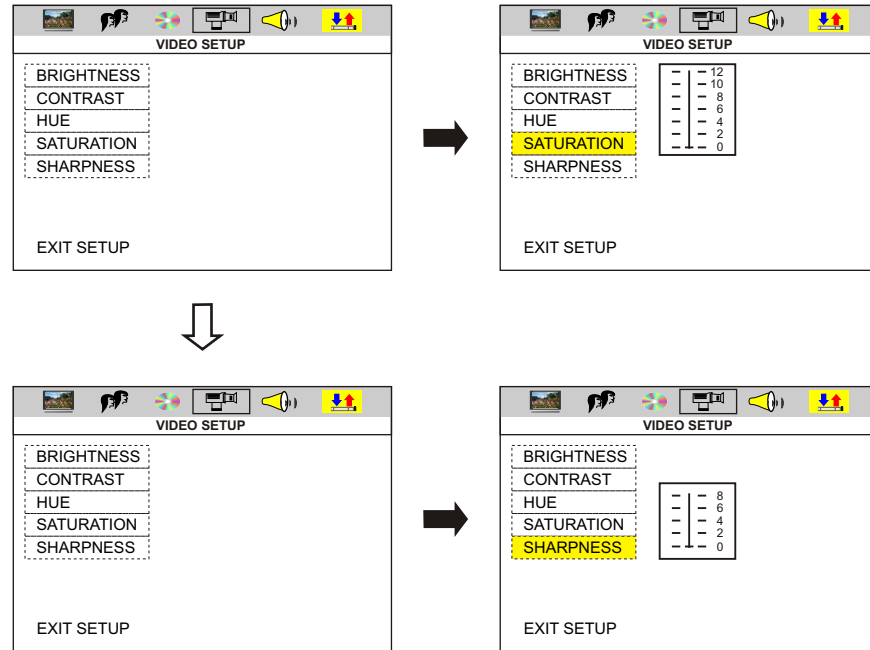 VIDEO SETUP
BRIGHTNESS
CONTRAST
HUE
SATURATION
SHARPNESS
EXIT SETUP
VIDEO SETUP
BRIGHTNESS
CONTRAST
HUE
SATURATION
SHARPNESS
12
10
8
6
4
2
0
EXIT SETUP
VIDEO SETUP
BRIGHTNESS
CONTRAST
HUE
SATURATION
SHARPNESS
EXIT SETUP
VIDEO SETUP
BRIGHTNESS
CONTRAST
HUE
SATURATION
SHARPNESS
8
6
4
2
0
EXIT SETUP